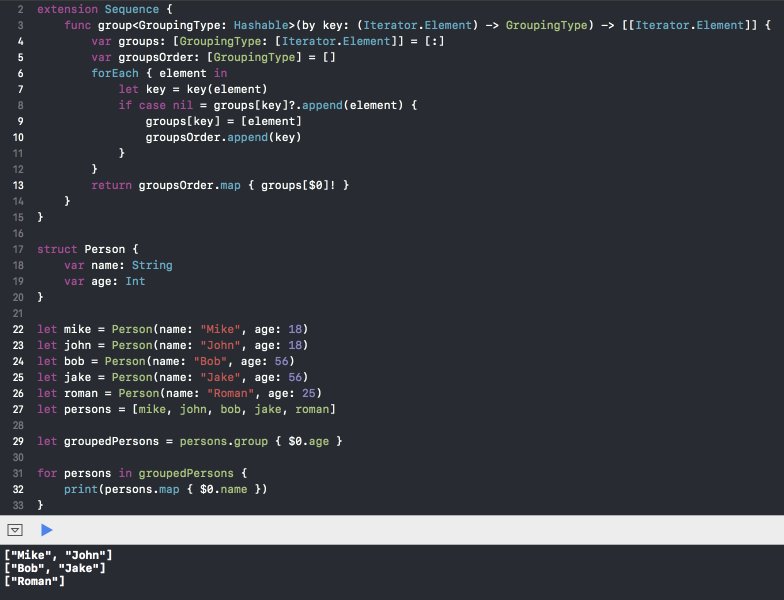 2 extension Sequence {
3 func group<GroupingType: Hashable>(by key: (Iterator.Element) -> GroupingType) -> [[Iterator.Element]] {
4 var groups: [GroupingType: [Iterator.Element]] = [:]
5 var groupsOrder: [GroupingType] = []
6 forEach { element in
7 let key = key(element)
8 if case nil = groups[key]?.append(element) {
9 groups[key] = [element]
10 groupsOrder.append(key)
11 }
12 }
13 return groupsOrder.map { groups[$0]! }
14 }
15 }
16
17 struct Person {
18 var name: String
19 var age: Int
20 }
21
22 let mike = Person(name: "Mike", age: 18)
23 let john = Person(name: "John", age: 18)
24 let bob = Person(name: "Bob", age: 56)
25 let jake = Person(name: "Jake", age: 56)
26 let roman = Person(name: "Roman", age: 25)
27 let persons = [mike, john, bob, jake, roman]
28
29 let groupedPersons = persons.group { $0.age }
30
31 for persons in groupedPersons {
32 print(persons.map { $0.name })
33 }
["Mike", "John"]
["Bob", "Jake"]
["Roman"]